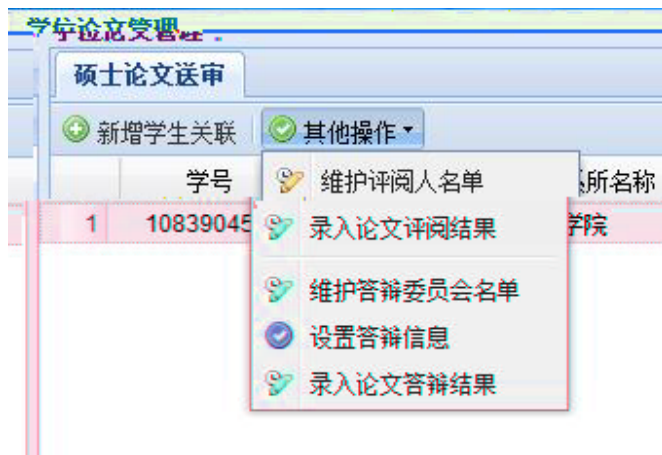 学位论文管理
硕士论文送审
新增学生关联 其他操作
学号 所名称
维护评阅人名单
1 10839045 学院
录入论文评阅结果
维护答辩委员会名单
设置答辩信息
录入论文答辩结果